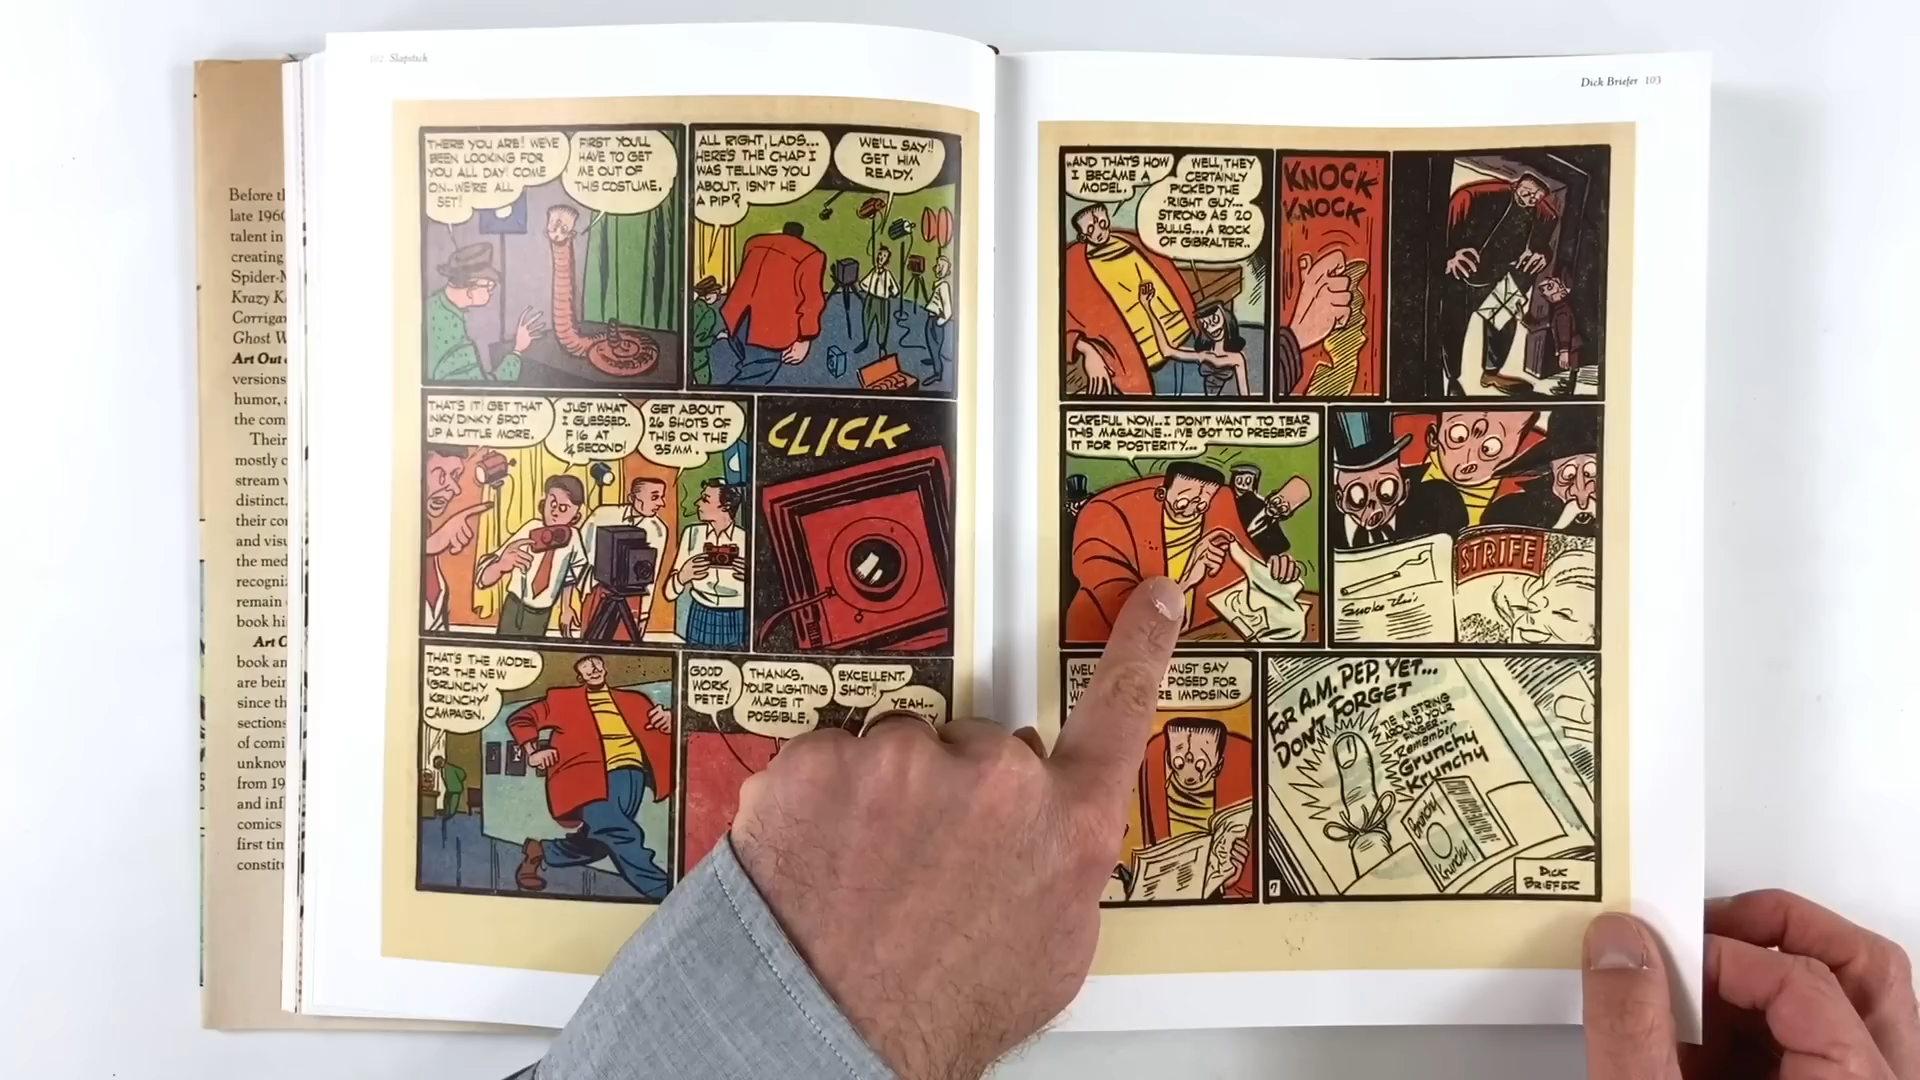 102 Slapstick
Before th
late 1960
talent in
creating
Spider-M
Krazy K
Corrigan
Ghost W
Art Out o
versions
humor, a
the com
Their
mostly c
stream v
distinct.
their co
and visu
the med
recogniz
remain
book hi
Art O
book an
are bein
since th
sections
of comi
unknow
from 19
and inf
comics
first tim
constitu
THERE YOU ARE! WE'VE
BEEN LOOKING FOR
YOU ALL DAY! COME
ON..WE'RE ALL
SET!
FIRST YOU'LL
HAVE TO GET
ME OUT OF
THIS COSTUME.
ALL RIGHT, LADS...
HERE'S THE CHAP I
WAS TELLING YOU
ABOUT. ISN'T HE
A PIP?
WE'LL SAY!!
GET HIM
READY.
THAT'S IT! GET THAT
INKY DINKY SPOT
UP A LITTLE MORE.
JUST WHAT
I GUESSED..
F 16 AT
¼ SECOND!
GET ABOUT
26 SHOTS OF
THIS ON THE
35MM.
CLICK
THAT'S THE MODEL
FOR THE NEW
"GRUNCHY
KRUNCHY"
CAMPAIGN.
GOOD
WORK,
PETE!
THANKS.
YOUR LIGHTING
MADE IT
POSSIBLE.
EXCELLENT
SHOT!!
YEAH--
Dick Briefer 103
..AND THAT'S HOW
I BECAME A
MODEL.
WELL, THEY
CERTAINLY
PICKED THE
RIGHT GUY...
STRONG AS 20
BULLS... A ROCK
OF GIBRALTER..
KNOCK
KNOCK
CAREFUL NOW..I DON'T WANT TO TEAR
THIS MAGAZINE.. I'VE GOT TO PRESERVE
IT FOR POSTERITY...
STRIFE
Smoke This
WELL
MUST SAY
POSED FOR
RE IMPOSING
FOR A.M. PEP, YET...
DON'T FORGET
TIE A STRING
AROUND YOUR
FINGER..
Remember
Grunchy
Krunchy
Grunchy
Krunchy
7
DICK
BRIEFER